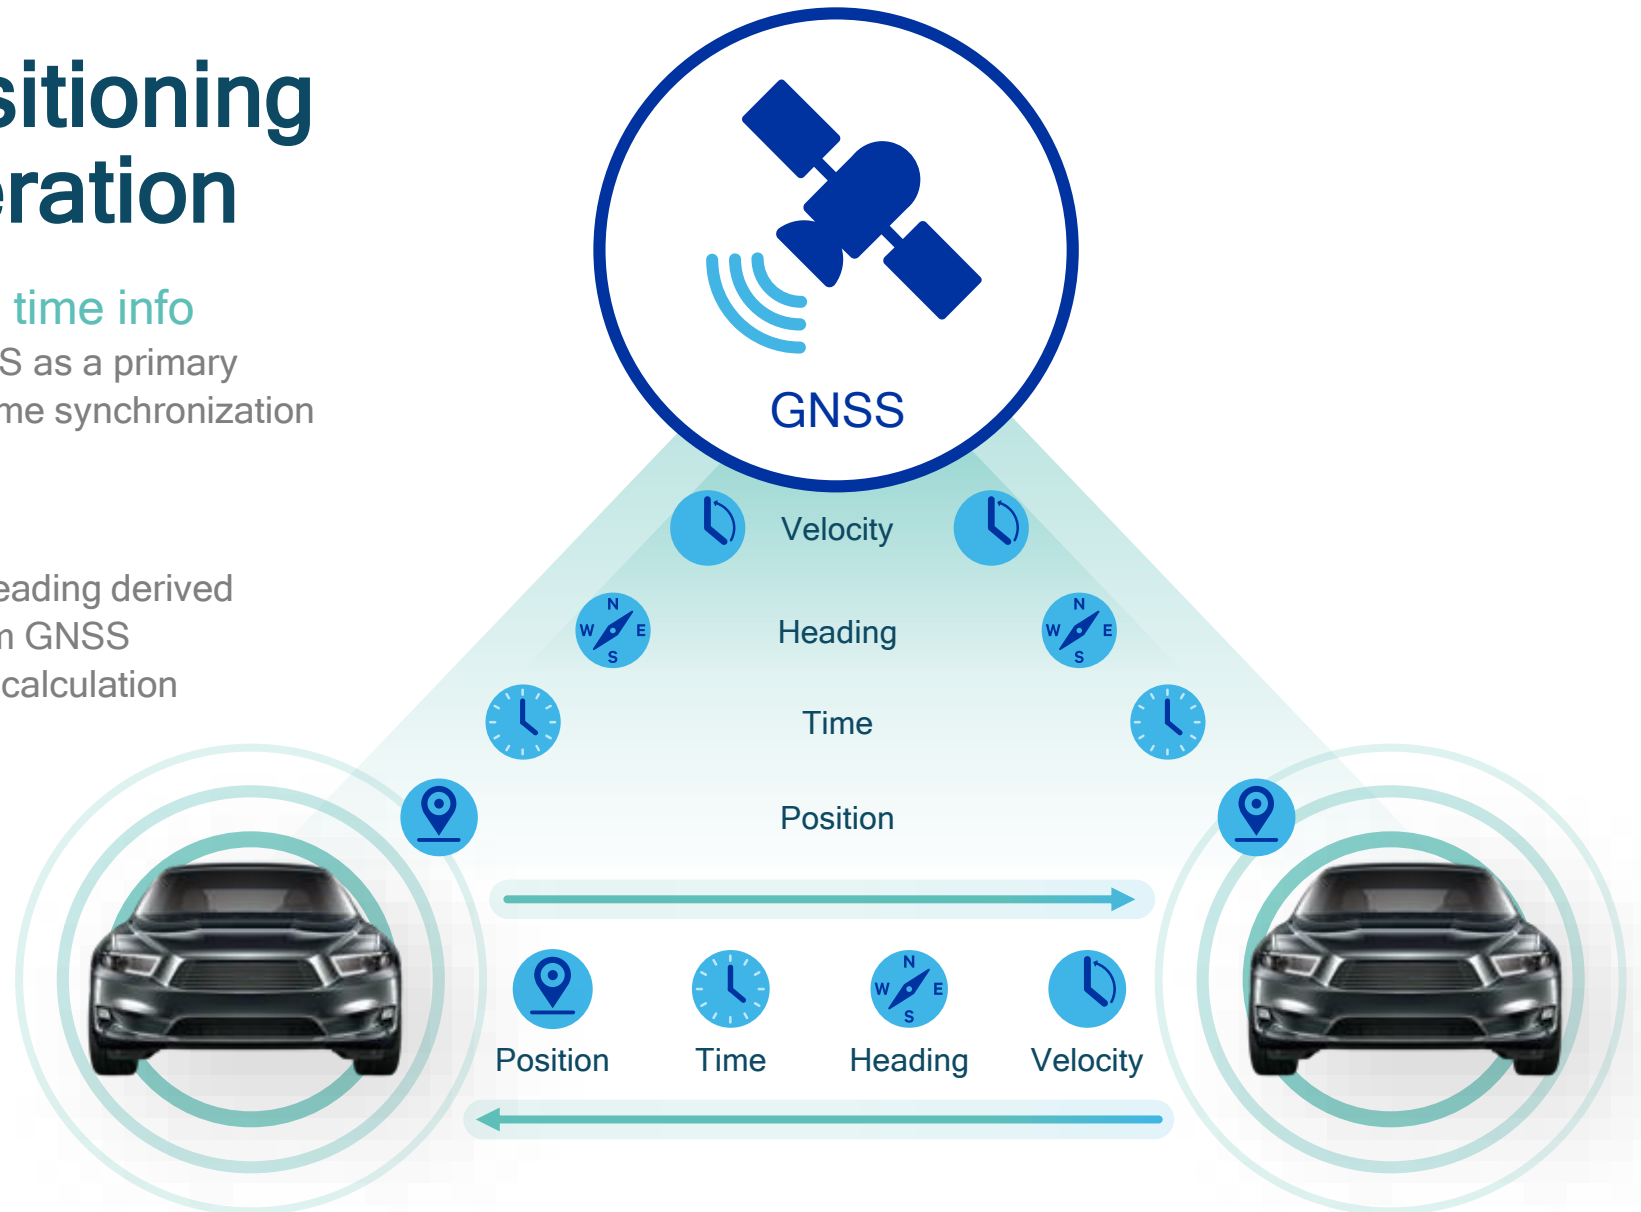 sitioning
eration
time info
S as a primary
me synchronization
eading derived
n GNSS
calculation
GNSS
Velocity
N
W E
S
N
W E
S
Heading
Time
Position
N
W E
S
Position Time Heading Velocity